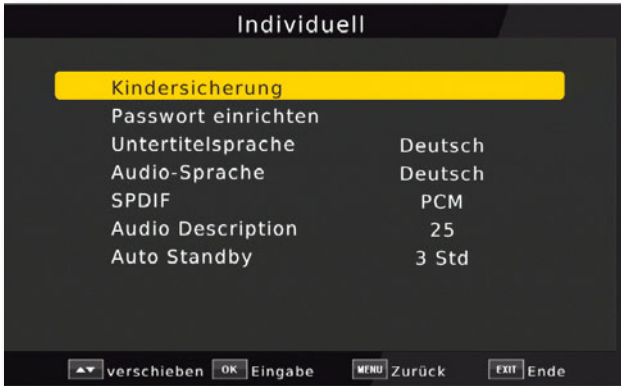 Individuell
Kindersicherung
Passwort einrichten
Untertitelsprache Deutsch
Audio-Sprache Deutsch
SPDIF PCM
Audio Description 25
Auto Standby 3 Std
▲▼ verschieben OK Eingabe MENU Zurück EXIT Ende